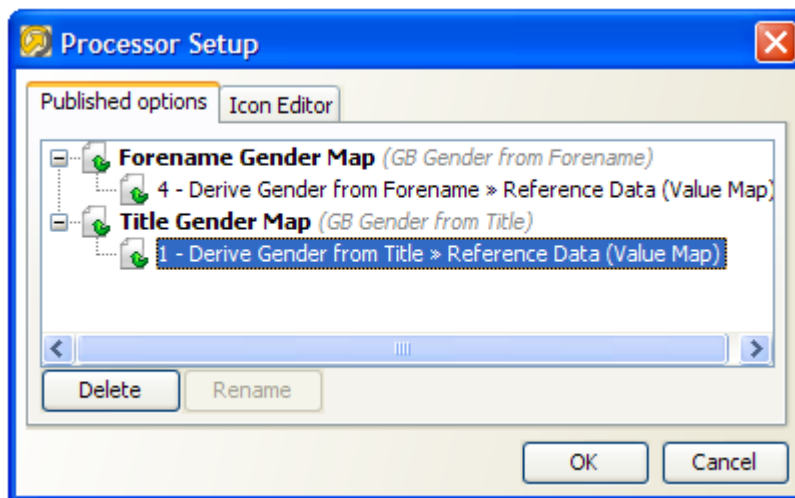 Processor Setup
Published options Icon Editor
Forename Gender Map (GB Gender from Forename)
4 - Derive Gender from Forename » Reference Data (Value Map)
Title Gender Map (GB Gender from Title)
1 - Derive Gender from Title » Reference Data (Value Map)
Delete Rename
OK Cancel